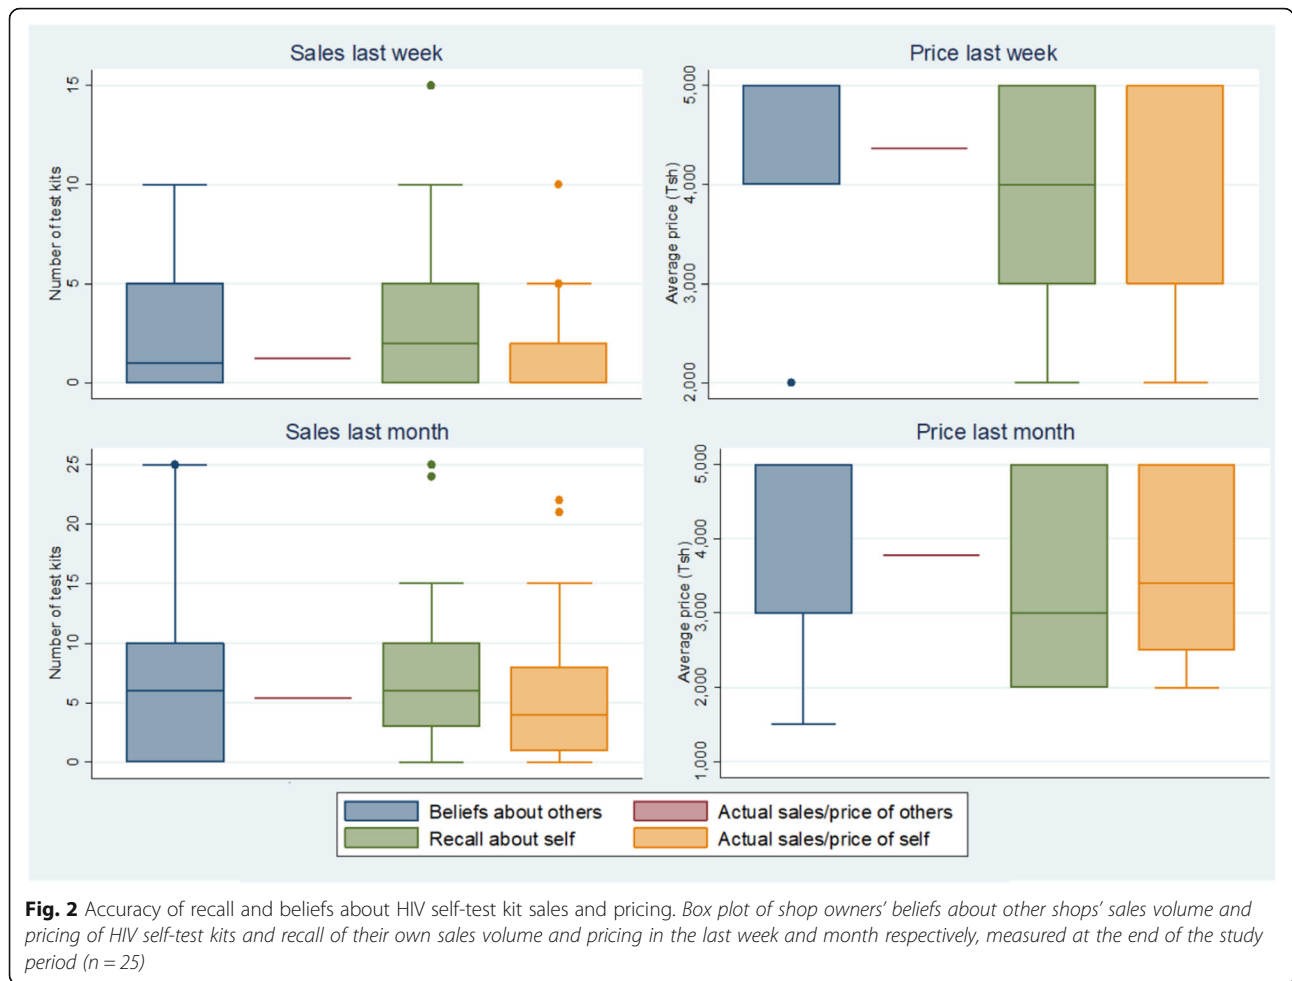 Sales last week
Number of test kits
15
10
5
0
Price last week
Average price (Tsh)
5,000
4,000
3,000
2,000
Sales last month
Number of test kits
25
20
15
10
5
0
Price last month
Average price (Tsh)
5,000
4,000
3,000
2,000
1,000
Beliefs about others
Actual sales/price of others
Recall about self
Actual sales/price of self
Fig. 2 Accuracy of recall and beliefs about HIV self-test kit sales and pricing. Box plot of shop owners’ beliefs about other shops’ sales volume and
pricing of HIV self-test kits and recall of their own sales volume and pricing in the last week and month respectively, measured at the end of the study
period (n = 25)